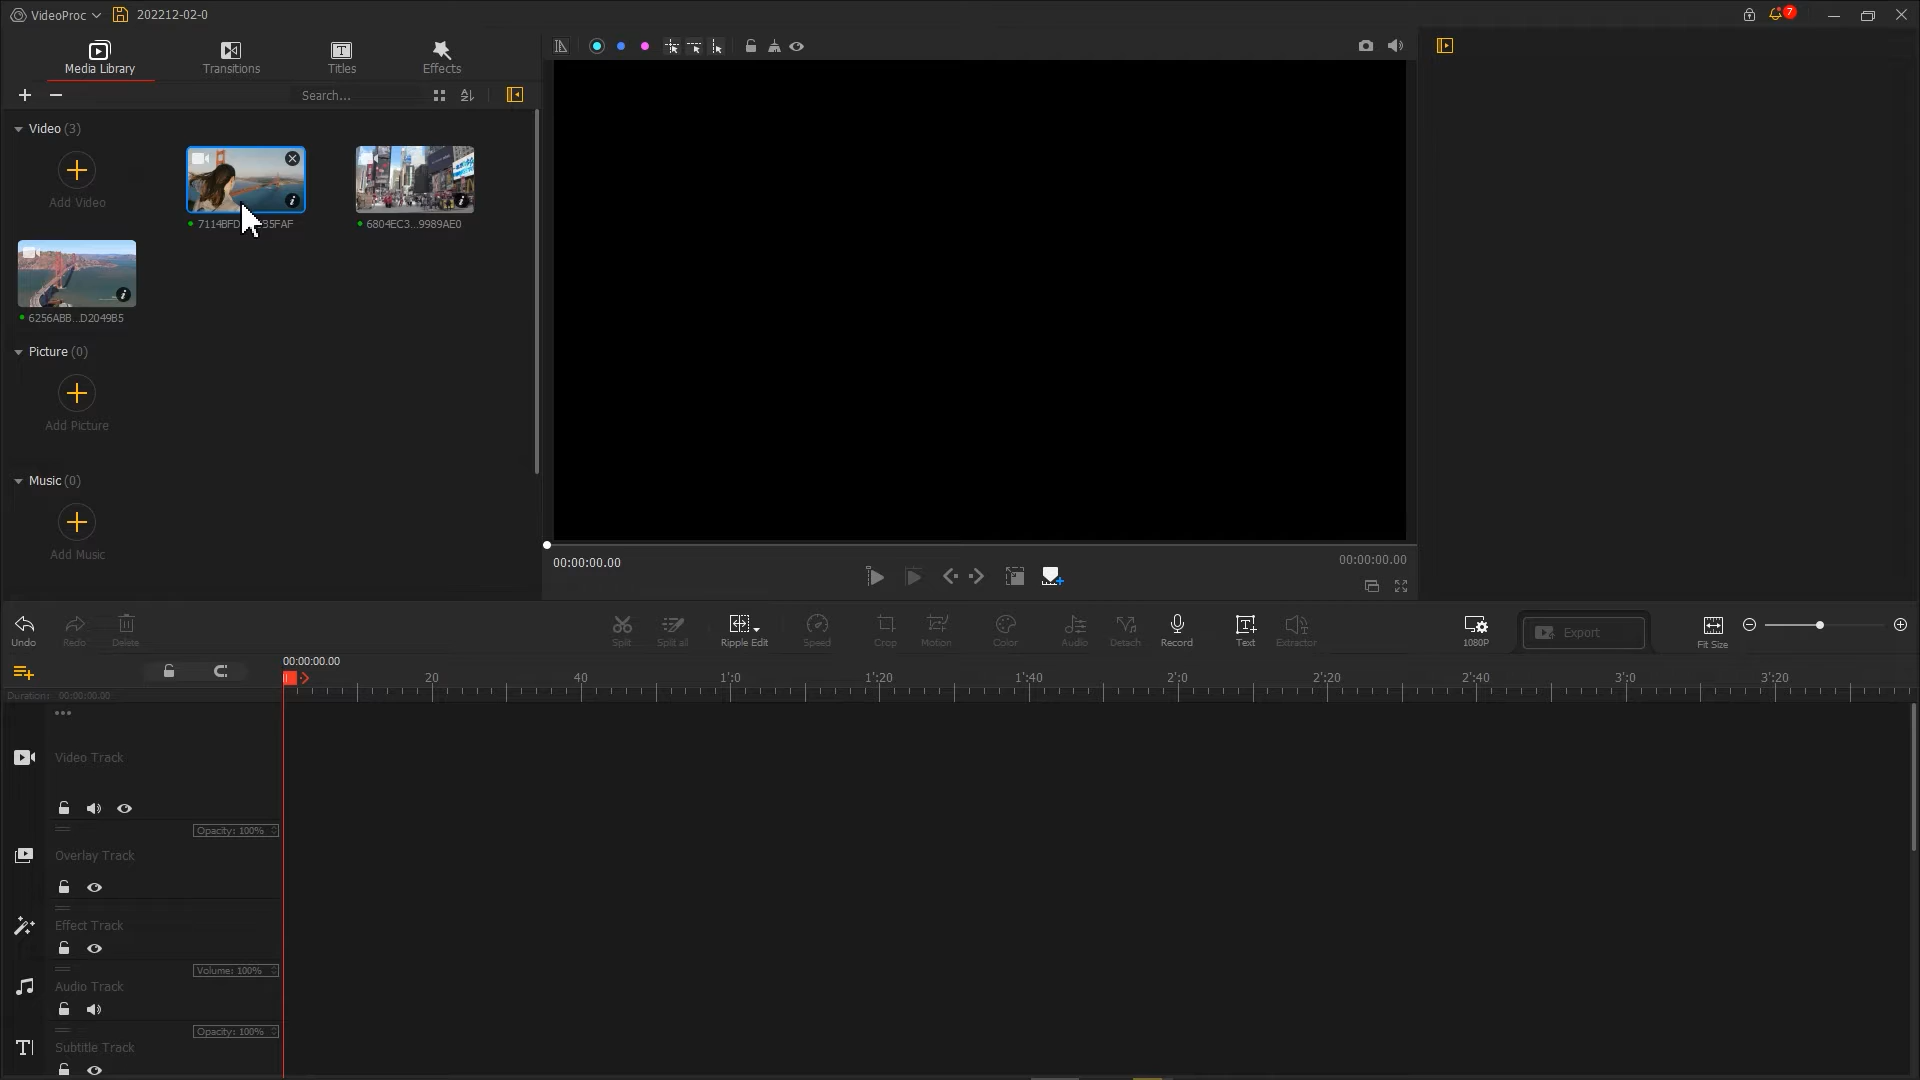 VideoProc
202212-02-0
7
Media Library
Transitions
Titles
Effects
Search...
Video (3)
Add Video
6804EC3...9989AE0
6256ABB...D2049B5
Picture (0)
Add Picture
Music (0)
Add Music
00:00:00.00
00:00:00.00
Undo
Redo
Delete
Split
Split all
Ripple Edit
Speed
Crop
Motion
Color
Audio
Detach
Record
Text
Extractor
1080P
Export
Fit Size
00:00:00.00
20
40
1':0
1':20
1':40
2':0
2':20
2':40
3':0
3':20
Duration: 00:00:00.00
Video Track
Opacity: 100%
Overlay Track
Effect Track
Volume: 100%
Audio Track
Opacity: 100%
Subtitle Track